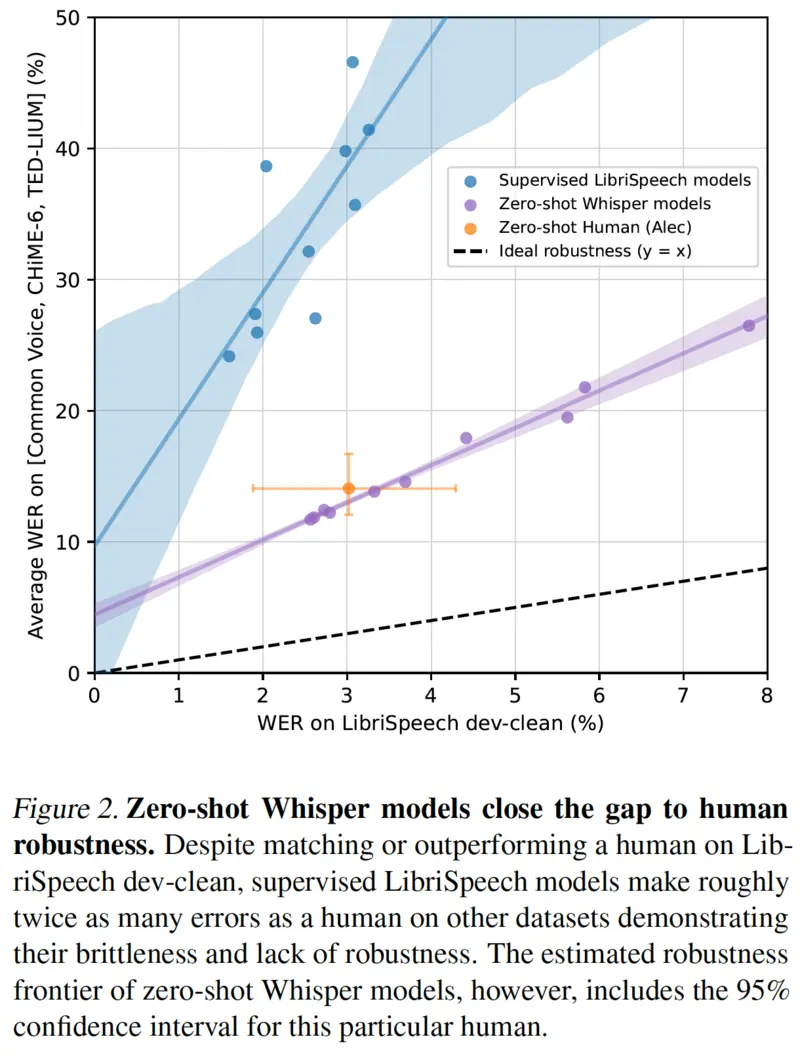 50
40
30
20
10
0
Average WER on [Common Voice, CHiME-6, TED-LIUM] (%)
Supervised LibriSpeech models
Zero-shot Whisper models
Zero-shot Human (Alec)
Ideal robustness (y = x)
0 1 2 3 4 5 6 7 8
WER on LibriSpeech dev-clean (%)
Figure 2. Zero-shot Whisper models close the gap to human
robustness. Despite matching or outperforming a human on Lib-
riSpeech dev-clean, supervised LibriSpeech models make roughly
twice as many errors as a human on other datasets demonstrating
their brittleness and lack of robustness. The estimated robustness
frontier of zero-shot Whisper models, however, includes the 95%
confidence interval for this particular human.